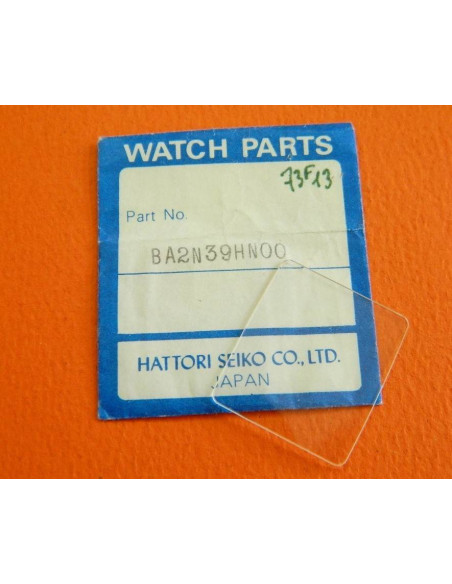 WATCH PARTS
73F13
Part No.
BA2N39HN00
HATTORI SEIKO CO., LTD.
JAPAN